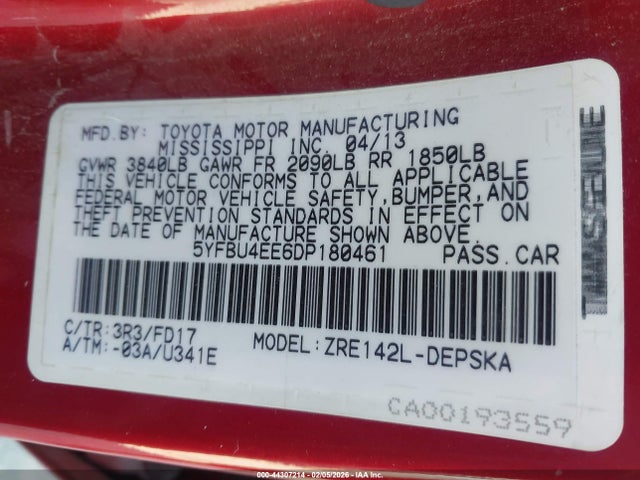 MFD.BY: TOYOTA MOTOR MANUFACTURING
MISSISSIPPI INC. 04/13
GVWR 3840LB GAWR FR 2090LB RR 1850LB
THIS VEHICLE CONFORMS TO ALL APPLICABLE
FEDERAL MOTOR VEHICLE SAFETY,BUMPER,AND
THEFT PREVENTION STANDARDS IN EFFECT ON
THE DATE OF MANUFACTURE SHOWN ABOVE.
5YFBU4EE6DP180461 PASS.CAR
C/TR:3R3/FD17
A/TM:-03A/U341E
MODEL:ZRE142L-DEPSKA
CA00193559
000-44307214 - 02/05/2026 - IAA Inc.